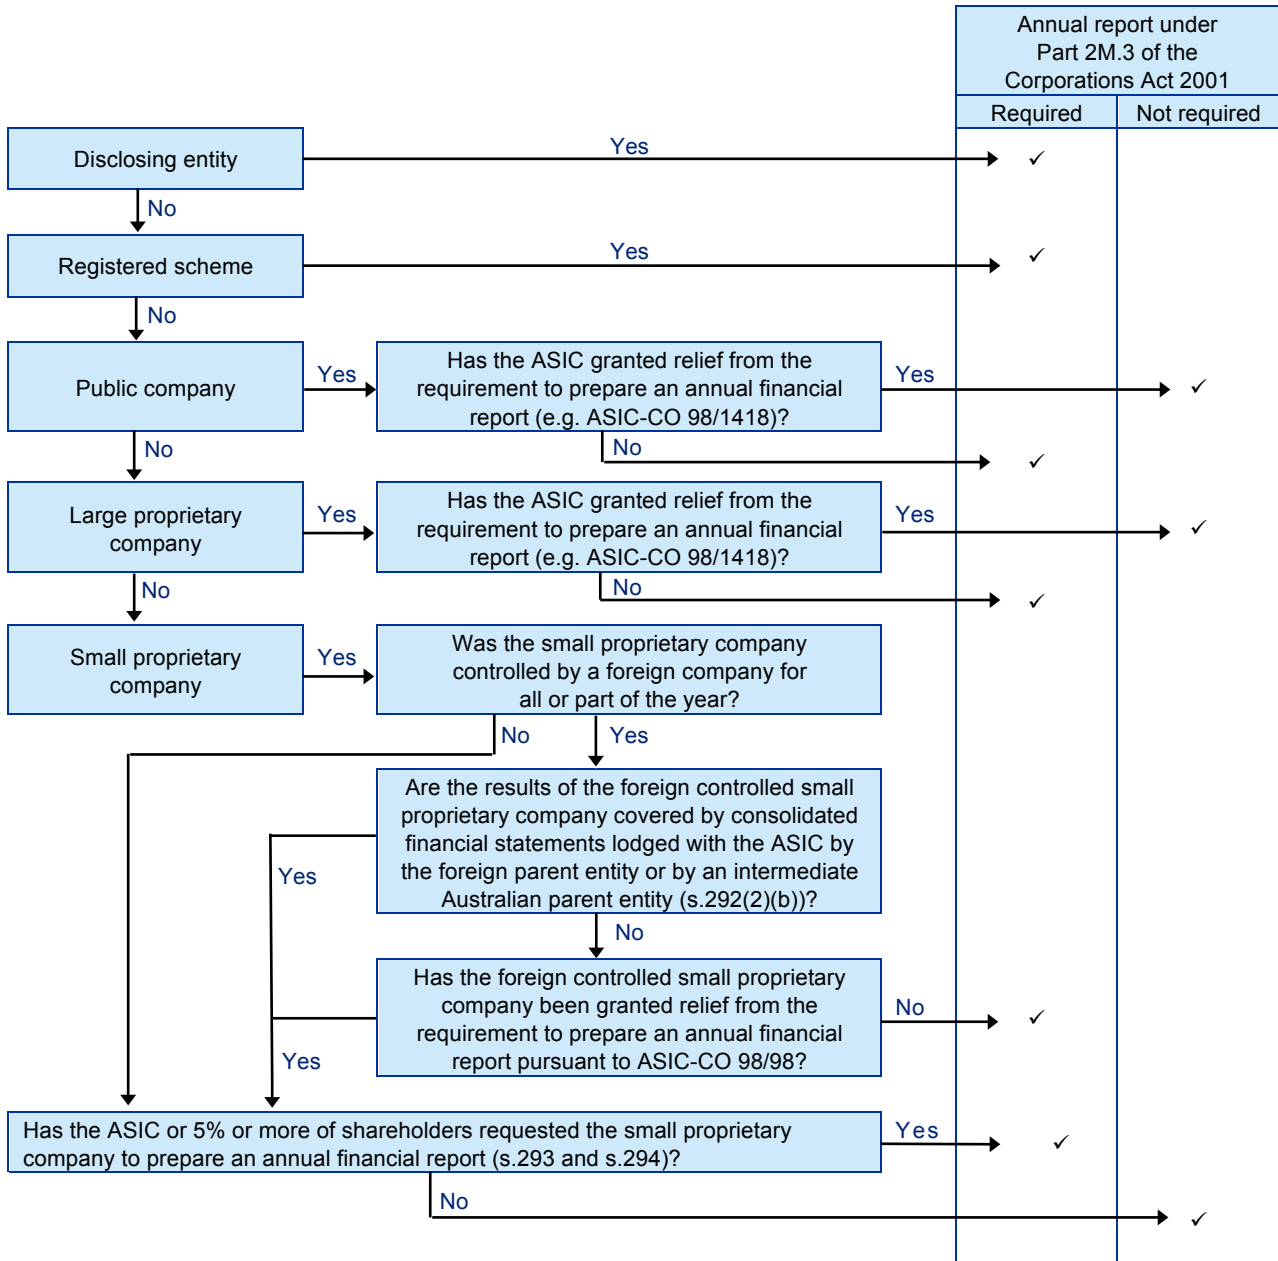 Annual report under
Part 2M.3 of the
Corporations Act 2001
Required
Not required
Disclosing entity
Yes
✓
No
Registered scheme
Yes
✓
No
Public company
Yes
Has the ASIC granted relief from the
requirement to prepare an annual financial
report (e.g. ASIC-CO 98/1418)?
Yes
✓
No
✓
No
Large proprietary
company
Yes
Has the ASIC granted relief from the
requirement to prepare an annual financial
report (e.g. ASIC-CO 98/1418)?
Yes
✓
No
✓
No
Small proprietary
company
Yes
Was the small proprietary company
controlled by a foreign company for
all or part of the year?
No
Yes
Are the results of the foreign controlled small
proprietary company covered by consolidated
financial statements lodged with the ASIC by
the foreign parent entity or by an intermediate
Australian parent entity (s.292(2)(b))?
Yes
No
Has the foreign controlled small proprietary
company been granted relief from the
requirement to prepare an annual financial
report pursuant to ASIC-CO 98/98?
No
✓
Yes
Has the ASIC or 5% or more of shareholders requested the small proprietary
company to prepare an annual financial report (s.293 and s.294)?
Yes
✓
No
✓